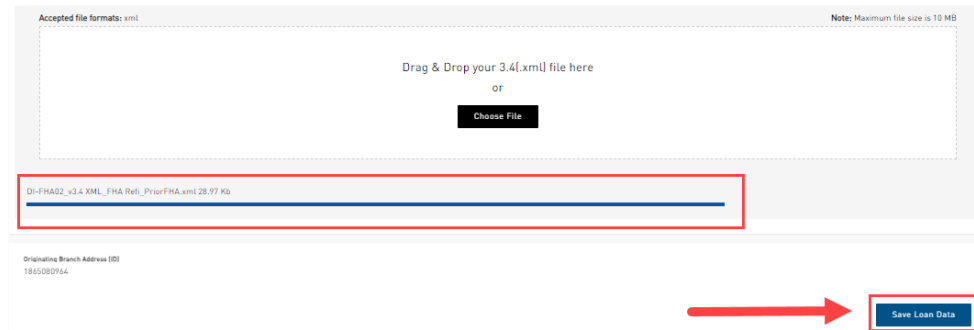 Accepted file formats: xml
Note: Maximum file size is 10 MB
Drag & Drop your 3.4(.xml) file here
or
Choose File
DI-FHA02_v3.4 XML_FHA Refi_PriorFHA.xml 28.97 Kb
Originating Branch Address (ID)
1865080964
Save Loan Data